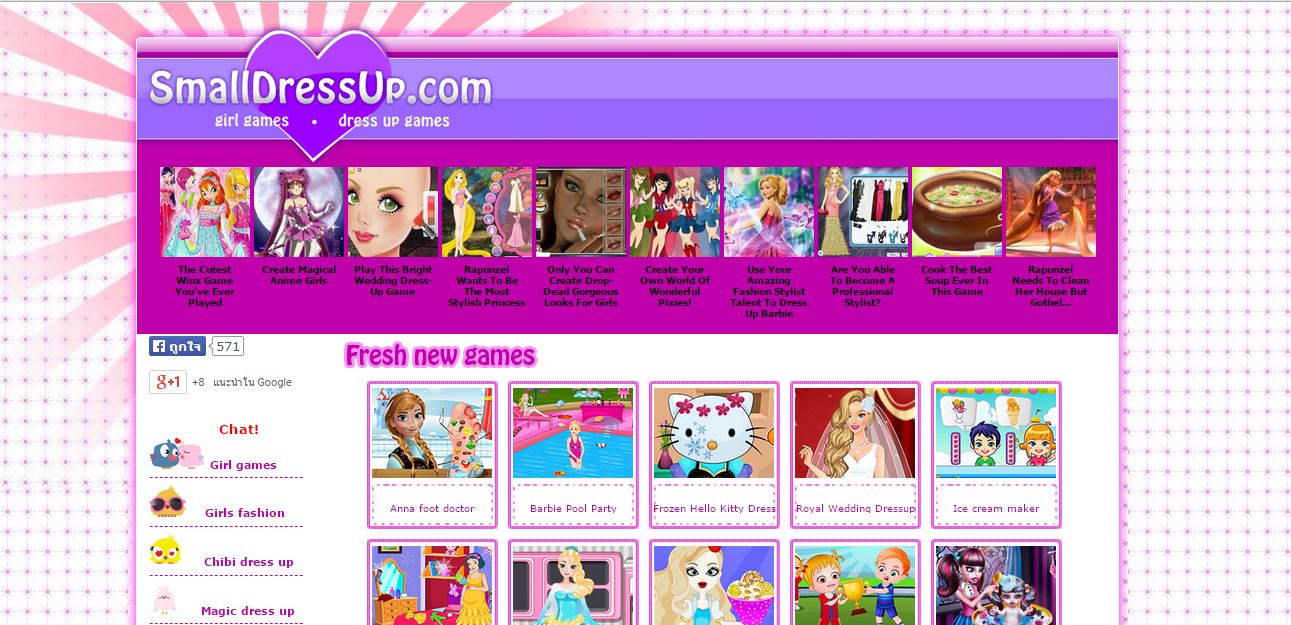 SmallDressUp.com
girl games • dress up games
The Cutest
Winx Game
You've Ever
Played
Create Magical
Anime Girls
Play This Bright
Wedding Dress-
Up Game
Rapunzel
Wants To Be
The Most
Stylish Princess
Only You Can
Create Drop-
Dead Gorgeous
Looks For Girls
Create Your
Own World Of
Wonderful
Pixies!
Use Your
Amazing
Fashion Stylist
Talent To Dress
Up Barbie
Are You Able
To Become A
Professional
Stylist?
Cook The Best
Soup Ever In
This Game
Rapunzel
Needs To Clean
Her House But
Gothel...
ถูกใจ 571
g+1 +8 แนะนำใน Google
Chat!
Girl games
Girls fashion
Chibi dress up
Magic dress up
Fresh new games
Anna foot doctor
Barbie Pool Party
Frozen Hello Kitty Dress
Royal Wedding Dressup
Ice cream maker